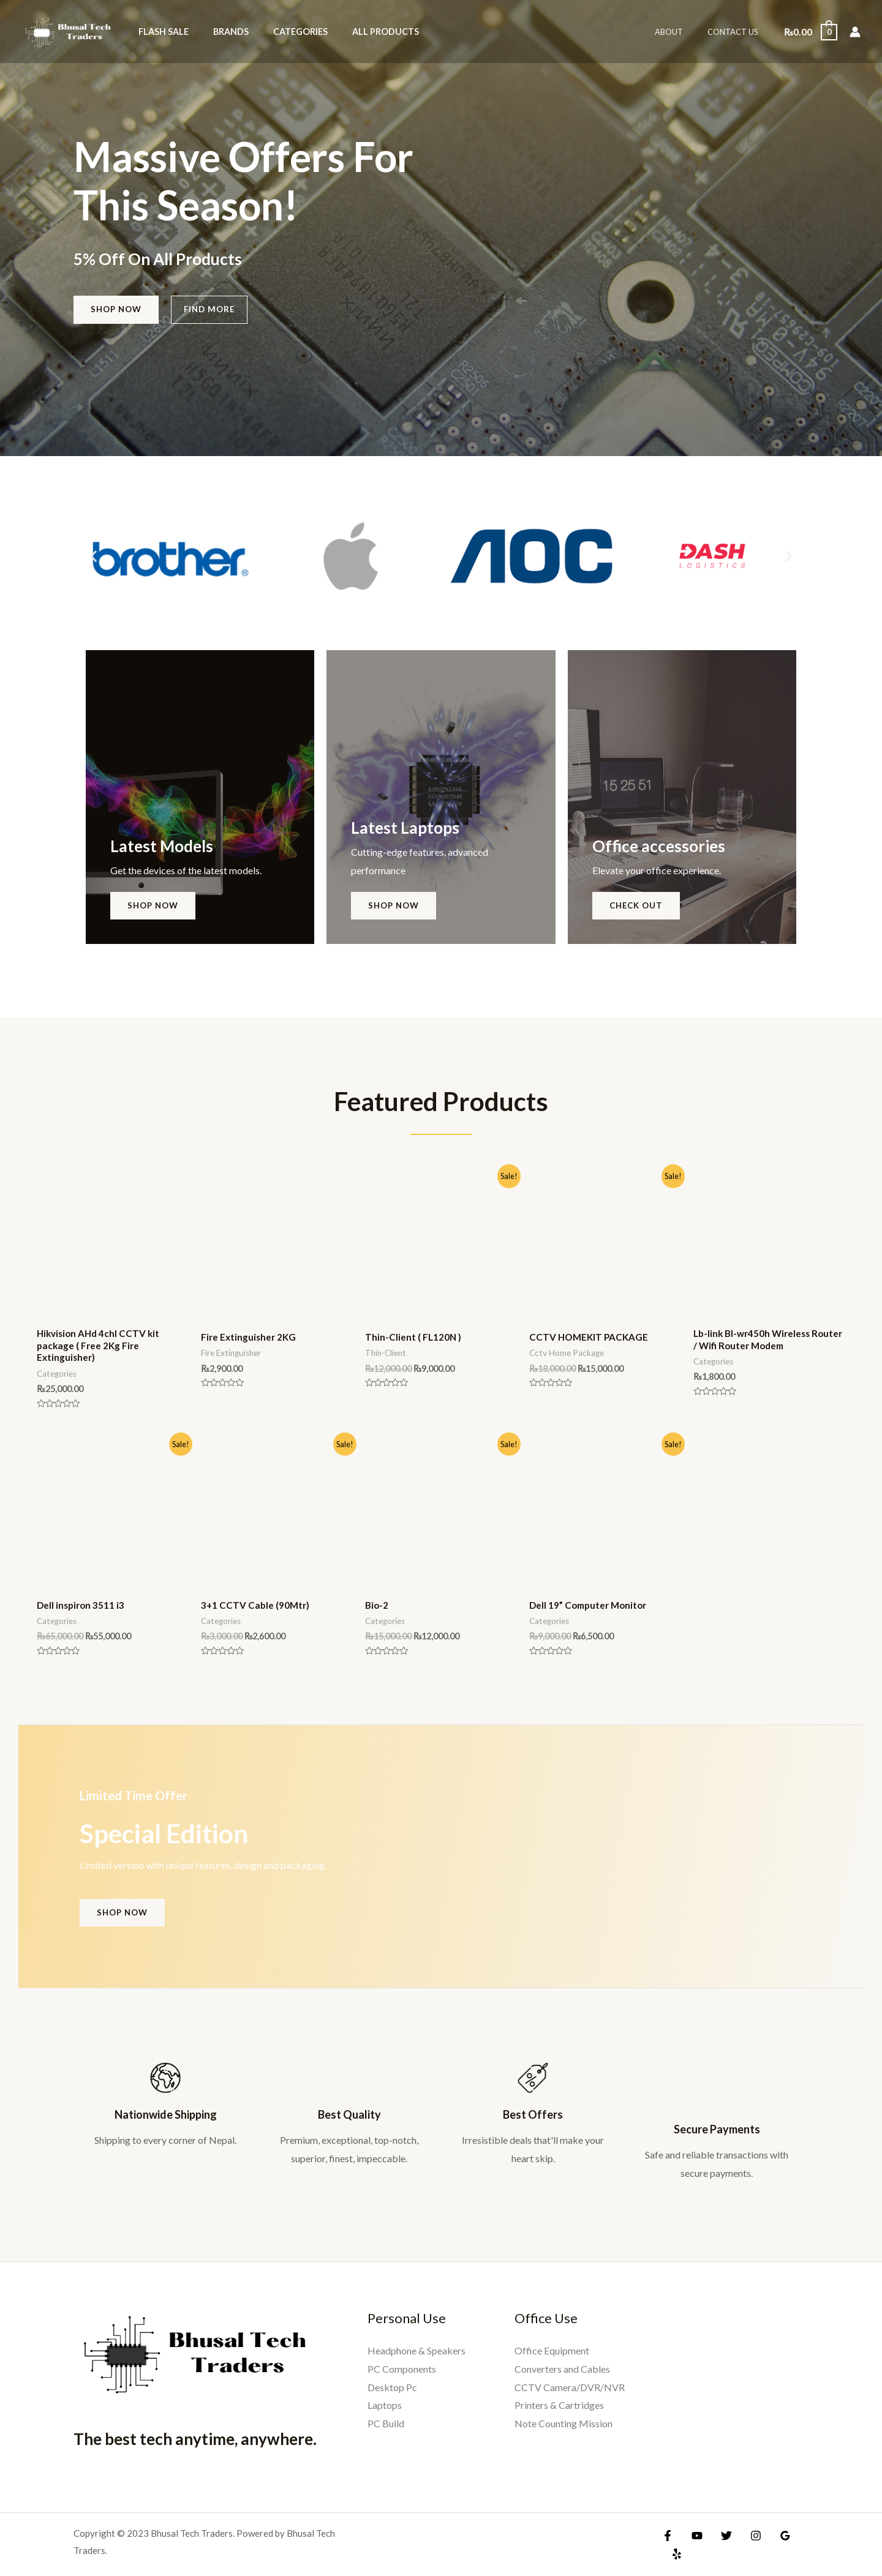 Bhusal Tech
Traders
FLASH SALE
BRANDS
CATEGORIES
ALL PRODUCTS
ABOUT
CONTACT US
₨0.00
0
Massive Offers For
This Season!
5% Off On All Products
SHOP NOW
FIND MORE
brother®
AOC
DASH
LOGISTICS
Latest Models
Get the devices of the latest models.
SHOP NOW
Latest Laptops
Cutting-edge features, advanced
performance
SHOP NOW
15 25 51
Office accessories
Elevate your office experience.
CHECK OUT
Featured Products
Hikvision AHd 4chl CCTV kit
package ( Free 2Kg Fire
Extinguisher)
Categories
₨25,000.00
Fire Extinguisher 2KG
Fire Extinguisher
₨2,900.00
Sale!
Thin-Client ( FL120N )
Thin-Client
₨12,000.00 ₨9,000.00
Sale!
CCTV HOMEKIT PACKAGE
Cctv Home Package
₨18,000.00 ₨15,000.00
Lb-link Bl-wr450h Wireless Router
/ Wifi Router Modem
Categories
₨1,800.00
Sale!
Dell inspiron 3511 i3
Categories
₨65,000.00 ₨55,000.00
Sale!
3+1 CCTV Cable (90Mtr)
Categories
₨3,000.00 ₨2,600.00
Sale!
Bio-2
Categories
₨15,000.00 ₨12,000.00
Sale!
Dell 19” Computer Monitor
Categories
₨9,000.00 ₨6,500.00
Limited Time Offer
Special Edition
Limited version with unique features, design and packaging.
SHOP NOW
Nationwide Shipping
Shipping to every corner of Nepal.
Best Quality
Premium, exceptional, top-notch,
superior, finest, impeccable.
Best Offers
Irresistible deals that'll make your
heart skip.
Secure Payments
Safe and reliable transactions with
secure payments.
Bhusal Tech
Traders
The best tech anytime, anywhere.
Personal Use
Headphone & Speakers
PC Components
Desktop Pc
Laptops
PC Build
Office Use
Office Equipment
Converters and Cables
CCTV Camera/DVR/NVR
Printers & Cartridges
Note Counting Mission
Copyright © 2023 Bhusal Tech Traders. Powered by Bhusal Tech
Traders.